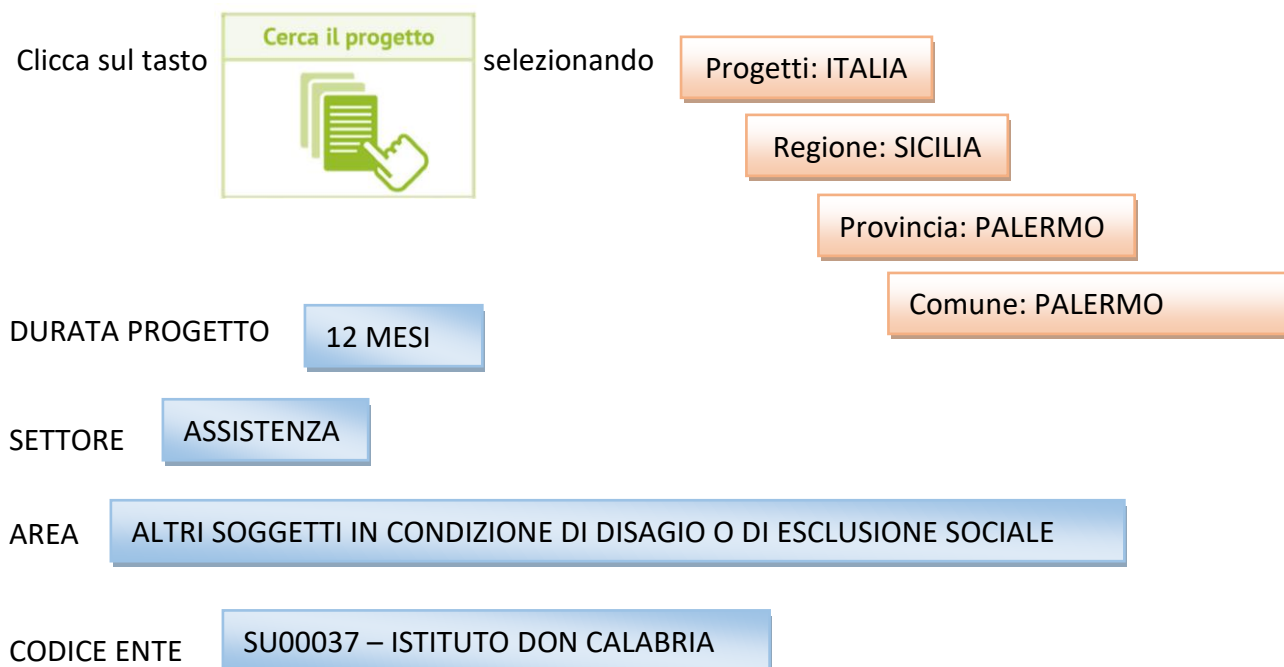 Clicca sul tasto
Cerca il progetto
selezionando
Progetti: ITALIA
Regione: SICILIA
Provincia: PALERMO
Comune: PALERMO
DURATA PROGETTO
12 MESI
SETTORE
ASSISTENZA
AREA
ALTRI SOGGETTI IN CONDIZIONE DI DISAGIO O DI ESCLUSIONE SOCIALE
CODICE ENTE
SU00037 – ISTITUTO DON CALABRIA